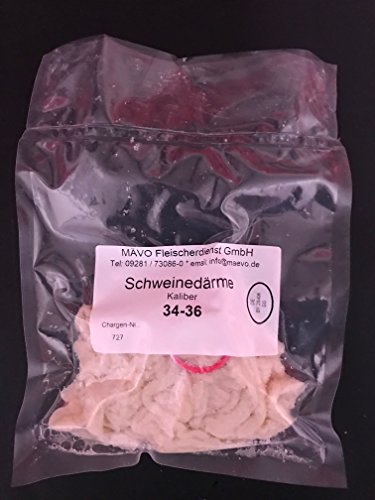 MAVO Fleischerdienst GmbH
Tel: 09281 / 73086-0 * email: info@maevo.de
Schweinedärme
Kaliber
34-36
Chargen-Nr.:
727